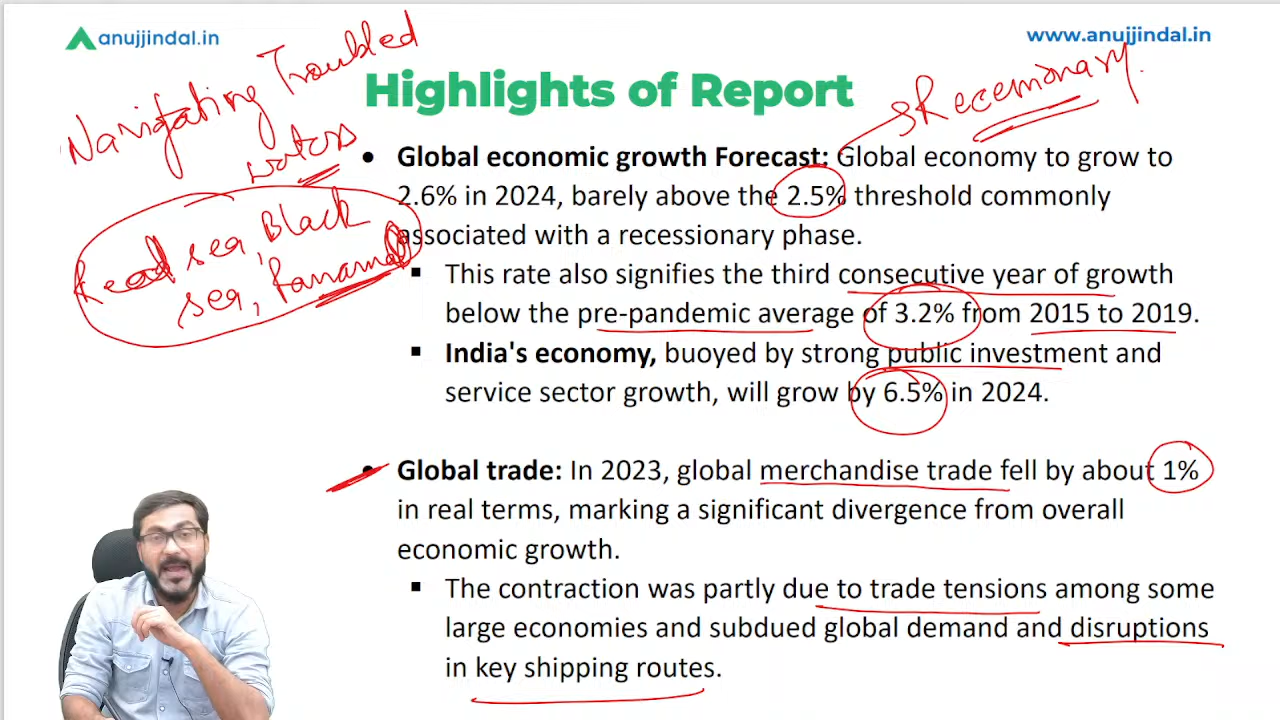 anujjindal.in
www.anujjindal.in
Navigating Troubled
waters
Read sea, Black
sea, Panama
Recessionary
Highlights of Report
• Global economic growth Forecast: Global economy to grow to
2.6% in 2024, barely above the 2.5% threshold commonly
associated with a recessionary phase.
▪ This rate also signifies the third consecutive year of growth
below the pre-pandemic average of 3.2% from 2015 to 2019.
▪ India's economy, buoyed by strong public investment and
service sector growth, will grow by 6.5% in 2024.
• Global trade: In 2023, global merchandise trade fell by about 1%
in real terms, marking a significant divergence from overall
economic growth.
▪ The contraction was partly due to trade tensions among some
large economies and subdued global demand and disruptions
in key shipping routes.